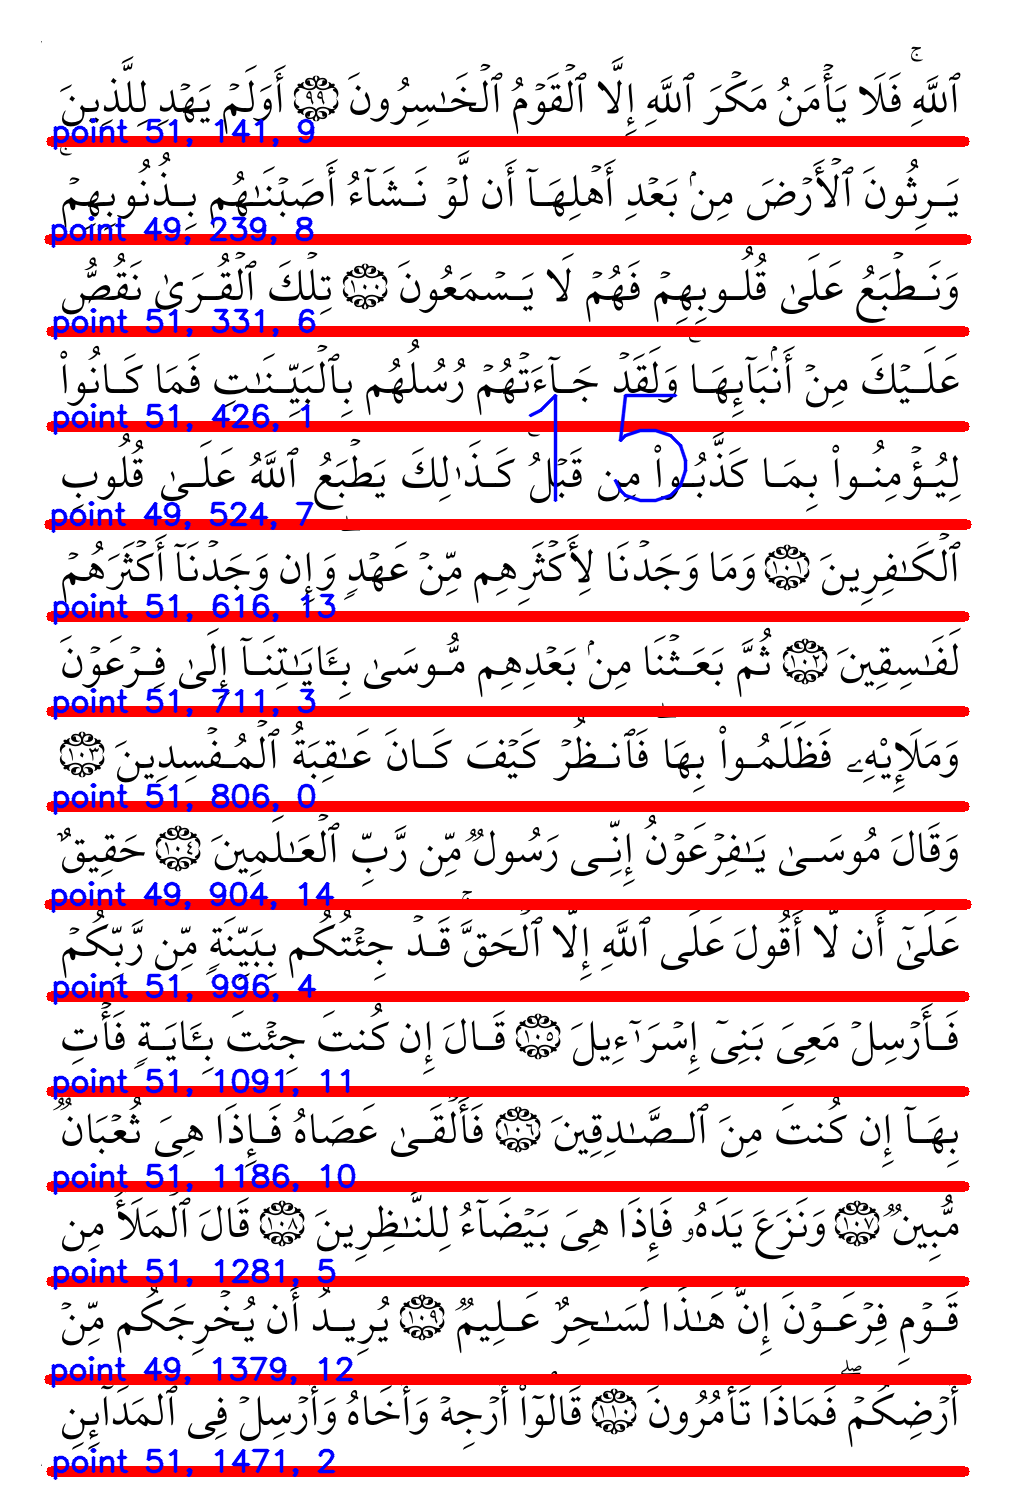 ٱللَّهِۚ فَلَا يَأۡمَنُ مَكۡرَ ٱللَّهِ إِلَّا ٱلۡقَوۡمُ ٱلۡخَٰسِرُونَ ٩٩ أَوَلَمۡ يَهۡدِ لِلَّذِينَ
point 51, 141, 9
يَرِثُونَ ٱلۡأَرۡضَ مِنۢ بَعۡدِ أَهۡلِهَآ أَن لَّوۡ نَشَآءُ أَصَبۡنَٰهُم بِذُنُوبِهِمۡۚ
point 49, 239, 8
وَنَطۡبَعُ عَلَىٰ قُلُوبِهِمۡ فَهُمۡ لَا يَسۡمَعُونَ ١٠٠ تِلۡكَ ٱلۡقُرَىٰ نَقُصُّ
point 51, 331, 6
عَلَيۡكَ مِنۡ أَنۢبَآئِهَاۚ وَلَقَدۡ جَآءَتۡهُمۡ رُسُلُهُم بِٱلۡبَيِّنَٰتِ فَمَا كَانُواْ
point 51, 426, 1
15
لِيُؤۡمِنُواْ بِمَا كَذَّبُواْ مِن قَبۡلُۚ كَذَٰلِكَ يَطۡبَعُ ٱللَّهُ عَلَىٰ قُلُوبِ
point 49, 524, 7
ٱلۡكَٰفِرِينَ ١٠١ وَمَا وَجَدۡنَا لِأَكۡثَرِهِم مِّنۡ عَهۡدٖۖ وَإِن وَجَدۡنَآ أَكۡثَرَهُمۡ
point 51, 616, 13
لَفَٰسِقِينَ ١٠٢ ثُمَّ بَعَثۡنَا مِنۢ بَعۡدِهِم مُّوسَىٰ بِـَٔايَٰتِنَآ إِلَىٰ فِرۡعَوۡنَ
point 51, 711, 3
وَمَلَإِيْهِۦ فَظَلَمُواْ بِهَاۖ فَٱنظُرۡ كَيۡفَ كَانَ عَٰقِبَةُ ٱلۡمُفۡسِدِينَ ١٠٣
point 51, 806, 0
وَقَالَ مُوسَىٰ يَٰفِرۡعَوۡنُ إِنِّى رَسُولٞ مِّن رَّبِّ ٱلۡعَٰلَمِينَ ١٠٤ حَقِيقٌ
point 49, 904, 14
عَلَىٰٓ أَن لَّآ أَقُولَ عَلَى ٱللَّهِ إِلَّا ٱلۡحَقَّۚ قَدۡ جِئۡتُكُم بِبَيِّنَةٖ مِّن رَّبِّكُمۡ
point 51, 996, 4
فَأَرۡسِلۡ مَعِىَ بَنِىٓ إِسۡرَٰٓءِيلَ ١٠٥ قَالَ إِن كُنتَ جِئۡتَ بِـَٔايَةٖ فَأۡتِ
point 51, 1091, 11
بِهَآ إِن كُنتَ مِنَ ٱلصَّٰدِقِينَ ١٠٦ فَأَلۡقَىٰ عَصَاهُ فَإِذَا هِىَ ثُعۡبَانٞ
point 51, 1186, 10
مُّبِينٞ ١٠٧ وَنَزَعَ يَدَهُۥ فَإِذَا هِىَ بَيۡضَآءُ لِلنَّٰظِرِينَ ١٠٨ قَالَ ٱلۡمَلَأُ مِن
point 51, 1281, 5
قَوۡمِ فِرۡعَوۡنَ إِنَّ هَٰذَا لَسَٰحِرٌ عَلِيمٞ ١٠٩ يُرِيدُ أَن يُخۡرِجَكُم مِّنۡ
point 49, 1379, 12
أَرۡضِكُمۡۖ فَمَاذَا تَأۡمُرُونَ ١١٠ قَالُوٓاْ أَرۡجِهۡ وَأَخَاهُ وَأَرۡسِلۡ فِى ٱلۡمَدَآئِنِ
point 51, 1471, 2